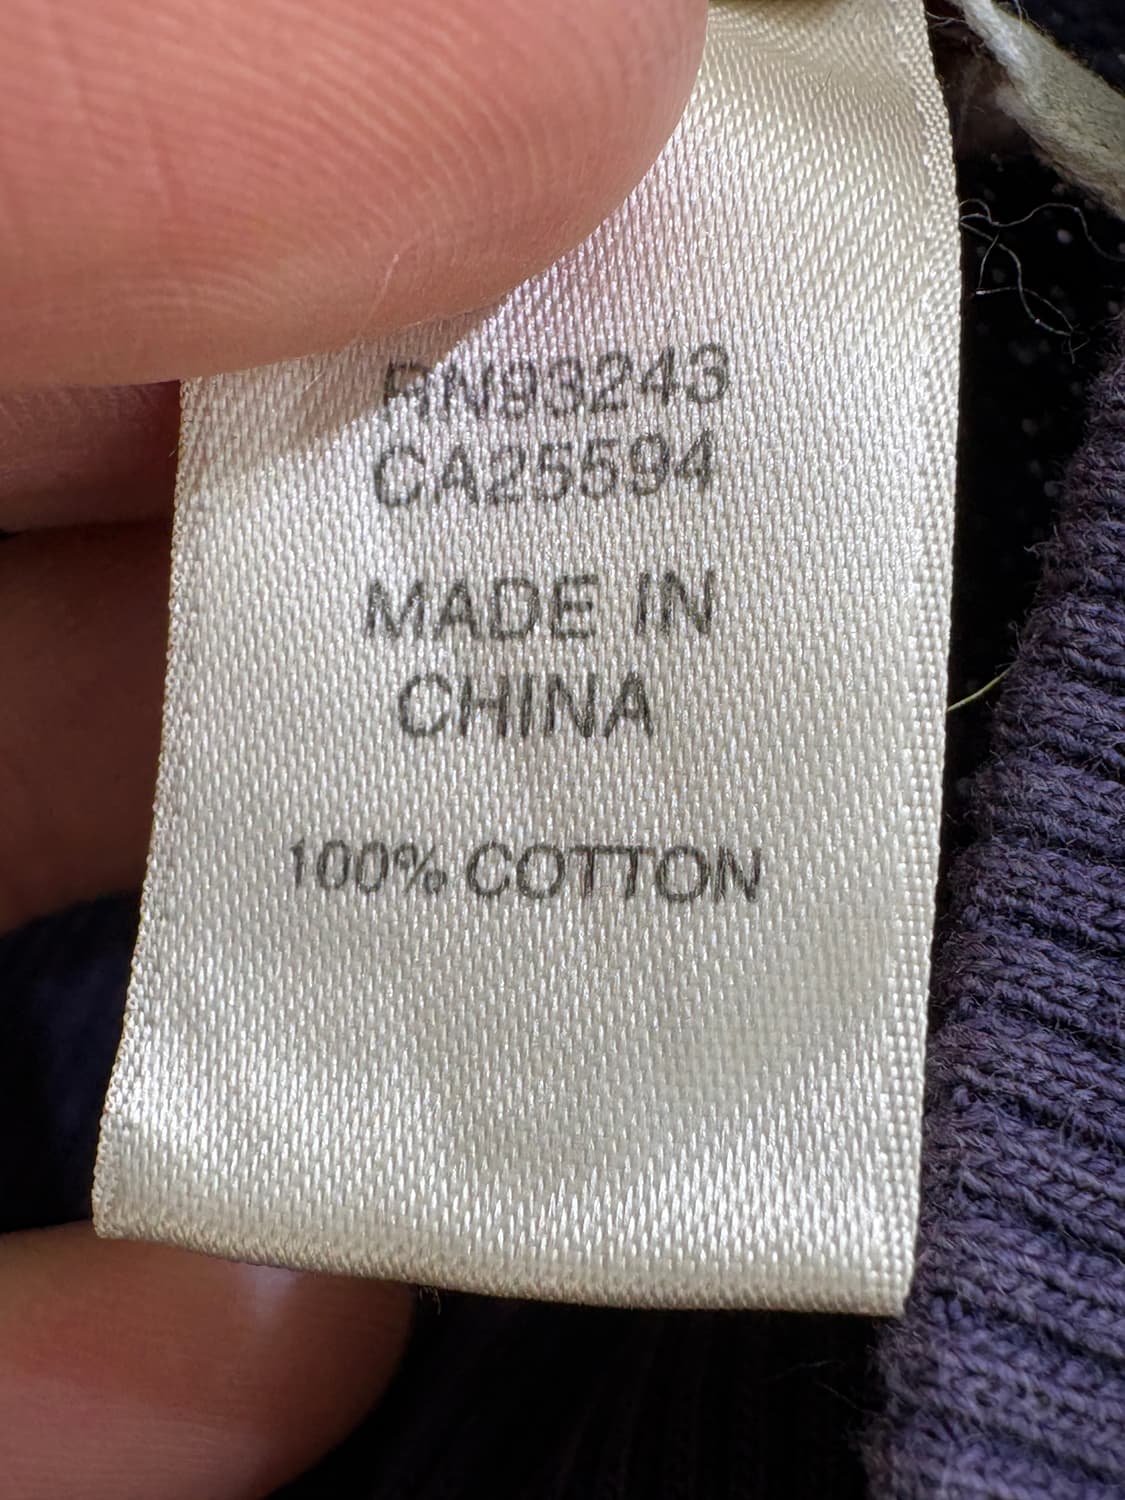 RN93243
CA25594
MADE IN
CHINA
100% COTTON